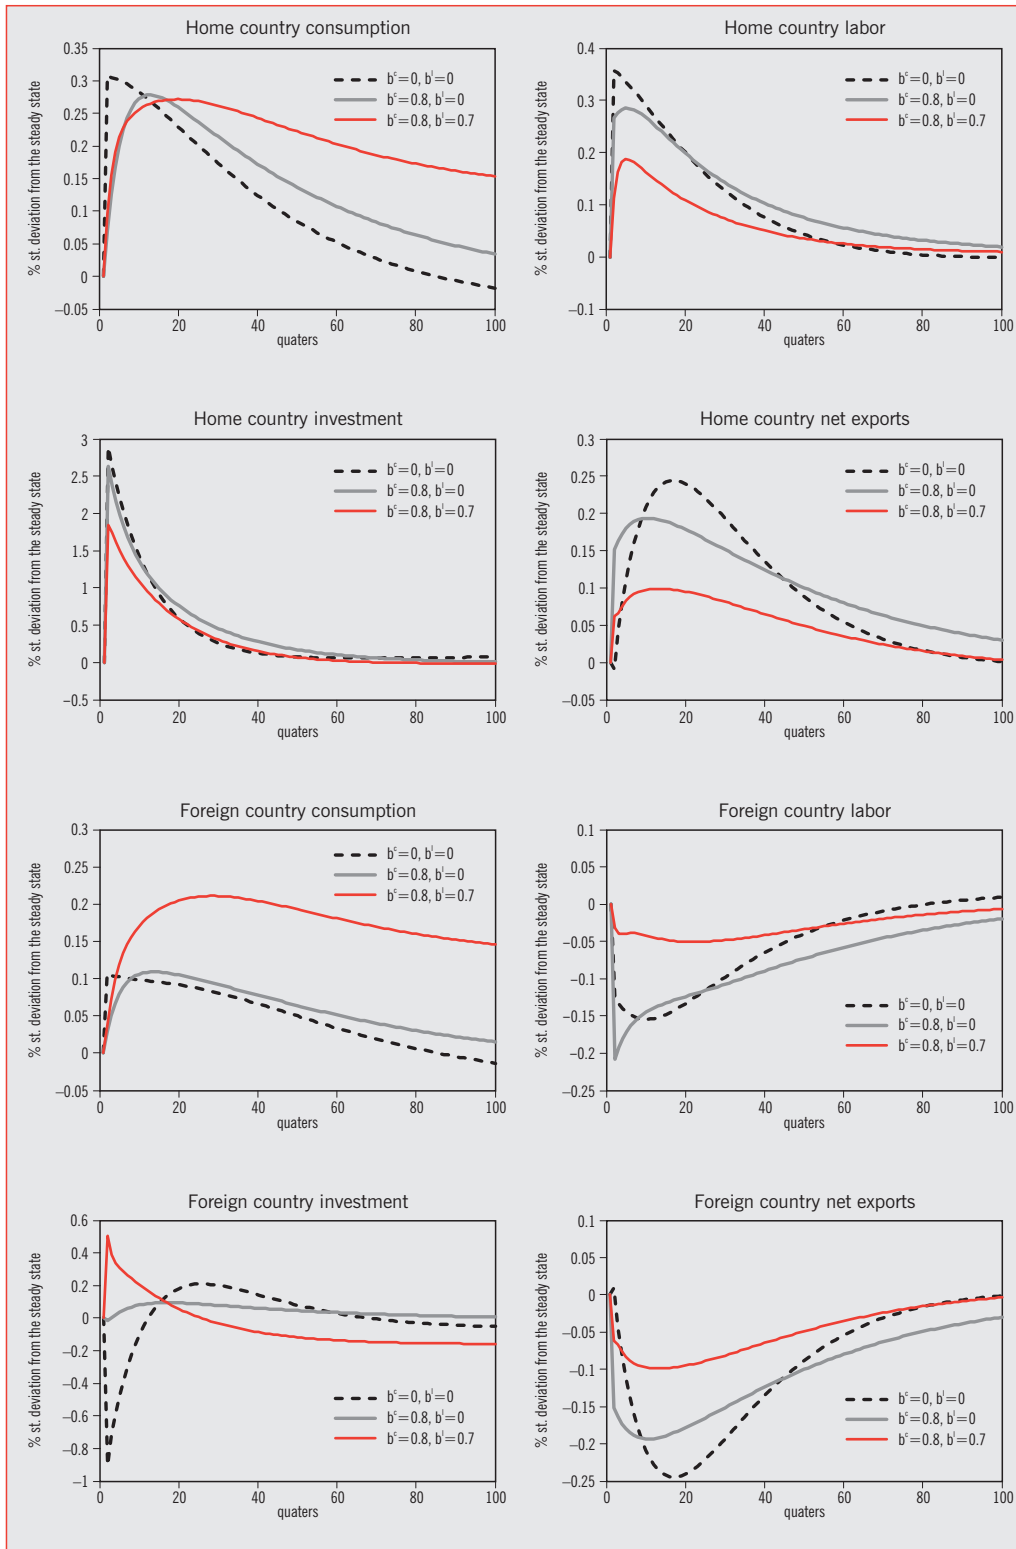 Home country consumption
% st. deviation from the steady state
0.35
0.3
0.25
0.2
0.15
0.1
0.05
0
−0.05
b^c=0, b^l=0
b^c=0.8, b^l=0
b^c=0.8, b^l=0.7
0 20 40 60 80 100
quaters
Home country labor
% st. deviation from the steady state
0.4
0.3
0.2
0.1
0
−0.1
b^c=0, b^l=0
b^c=0.8, b^l=0
b^c=0.8, b^l=0.7
0 20 40 60 80 100
quaters
Home country investment
% st. deviation from the steady state
3
2.5
2
1.5
1
0.5
0
−0.5
b^c=0, b^l=0
b^c=0.8, b^l=0
b^c=0.8, b^l=0.7
0 20 40 60 80 100
quaters
Home country net exports
% st. deviation from the steady state
0.3
0.25
0.2
0.15
0.1
0.05
0
−0.05
b^c=0, b^l=0
b^c=0.8, b^l=0
b^c=0.8, b^l=0.7
0 20 40 60 80 100
quaters
Foreign country consumption
% st. deviation from the steady state
0.3
0.25
0.2
0.15
0.1
0.05
0
−0.05
b^c=0, b^l=0
b^c=0.8, b^l=0
b^c=0.8, b^l=0.7
0 20 40 60 80 100
quaters
Foreign country labor
% st. deviation from the steady state
0.1
0.05
0
−0.05
−0.1
−0.15
−0.2
−0.25
b^c=0, b^l=0
b^c=0.8, b^l=0
b^c=0.8, b^l=0.7
0 20 40 60 80 100
quaters
Foreign country investment
% st. deviation from the steady state
0.6
0.4
0.2
0
−0.2
−0.4
−0.6
−0.8
−1
b^c=0, b^l=0
b^c=0.8, b^l=0
b^c=0.8, b^l=0.7
0 20 40 60 80 100
quaters
Foreign country net exports
% st. deviation from the steady state
0.1
0.05
0
−0.05
−0.1
−0.15
−0.2
−0.25
b^c=0, b^l=0
b^c=0.8, b^l=0
b^c=0.8, b^l=0.7
0 20 40 60 80 100
quaters